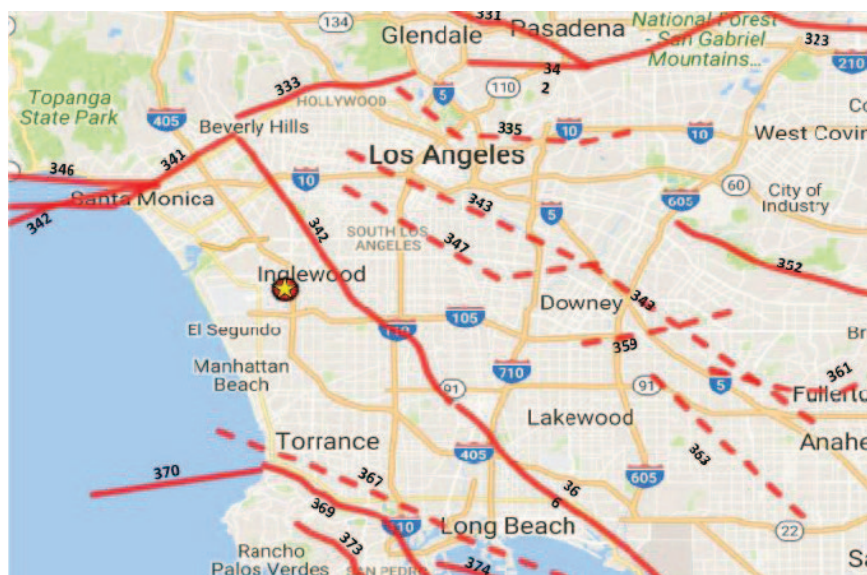 331
National Forest
134
Glendale
Pasadena
- San Gabriel
323
Mountains...
34
2
210
333
5
110
HOLLYWOOD
Topanga
State Park
405
Beverly Hills
335
10
10
West Covin
Los Angeles
346
341
10
60
City of
Industry
Santa Monica
343
5
605
342
342
SOUTH LOS
ANGELES
347
352
Inglewood
Downey
343
El Segundo
105
110
359
Br
Manhattan
Beach
710
361
91
91
5
Fullerto
Lakewood
Torrance
Anahe
405
363
370
367
605
36
6
369
110
Long Beach
22
373
Rancho
Palos Verdes
SAN PEDRO
374
Sa